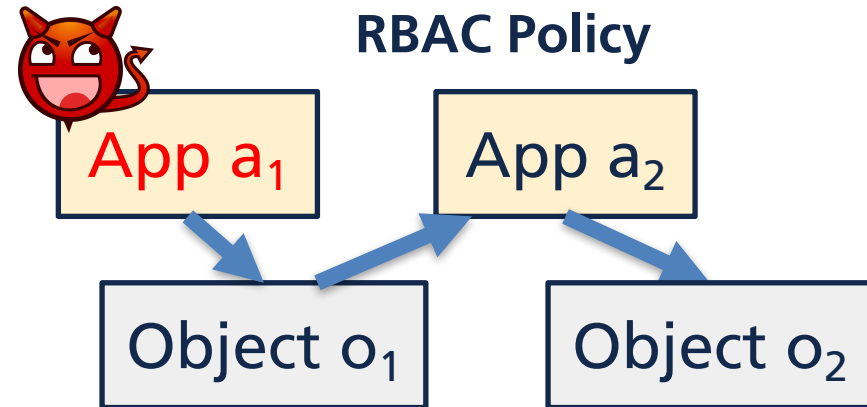 RBAC Policy
App a₁
App a₂
Object o₁
Object o₂